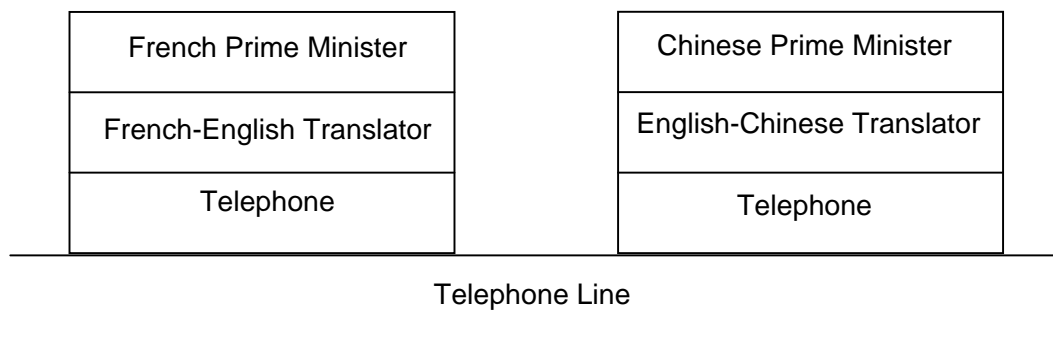 French Prime Minister
French-English Translator
Telephone
Chinese Prime Minister
English-Chinese Translator
Telephone
Telephone Line